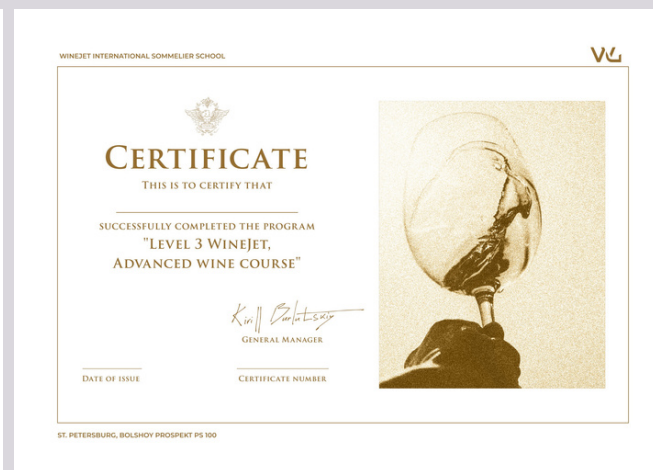 WINEJET INTERNATIONAL SOMMELIER SCHOOL
CERTIFICATE
THIS IS TO CERTIFY THAT
SUCCESSFULLY COMPLETED THE PROGRAM
"LEVEL 3 WINEJET,
ADVANCED WINE COURSE"
GENERAL MANAGER
DATE OF ISSUE
CERTIFICATE NUMBER
ST. PETERSBURG, BOLSHOY PROSPEKT PS 100